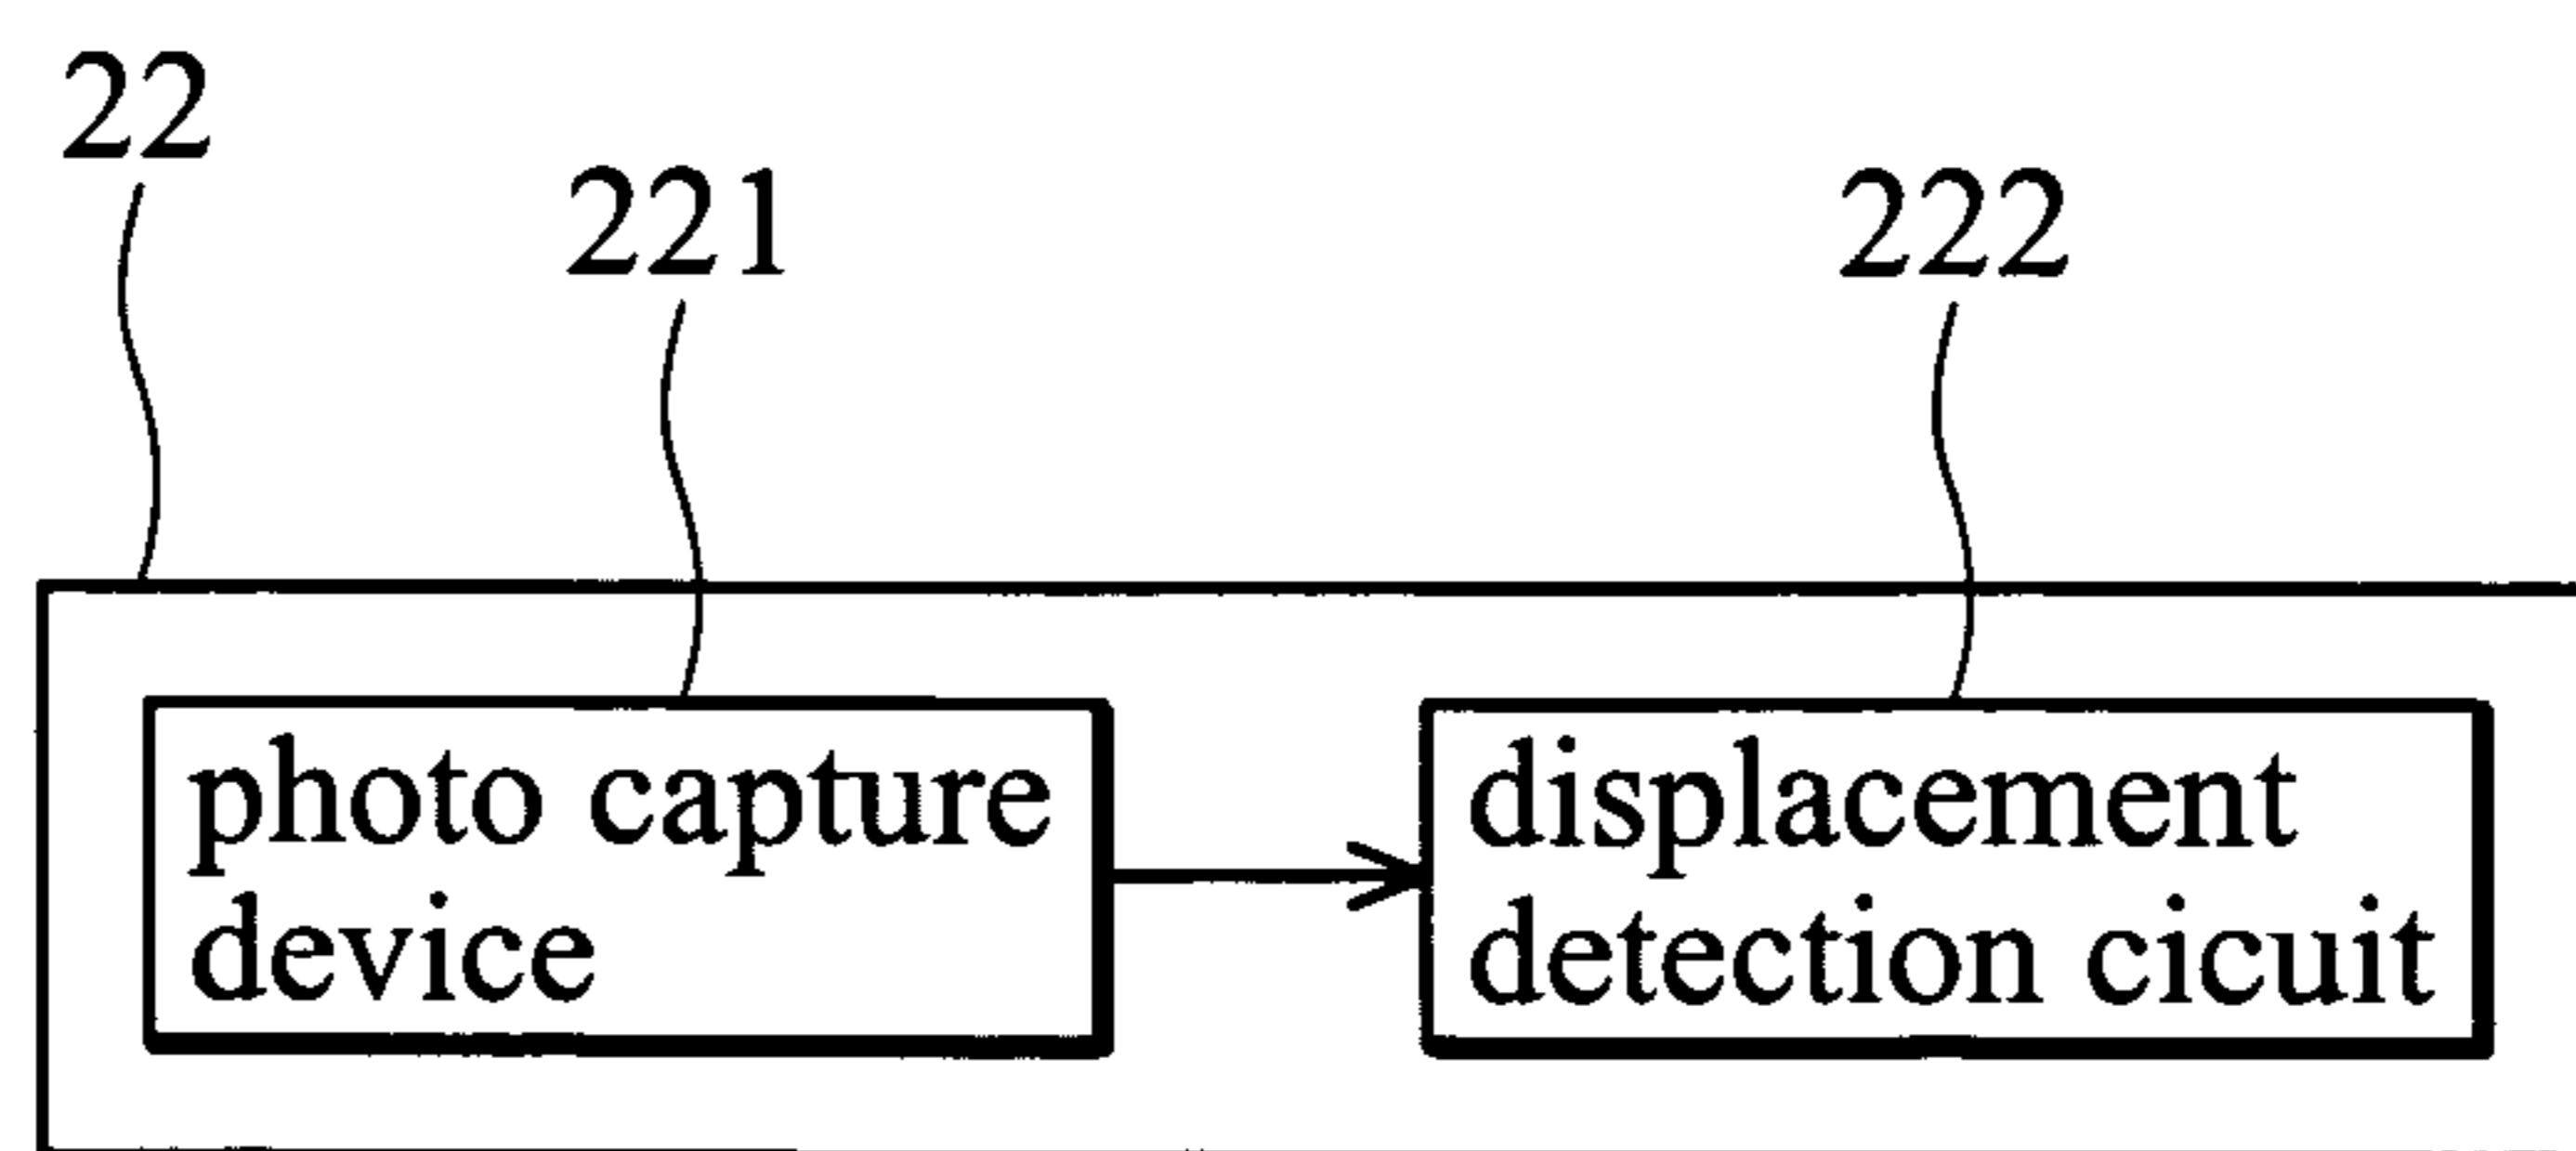 22
221
222
photo capture
device
displacement
detection cicuit